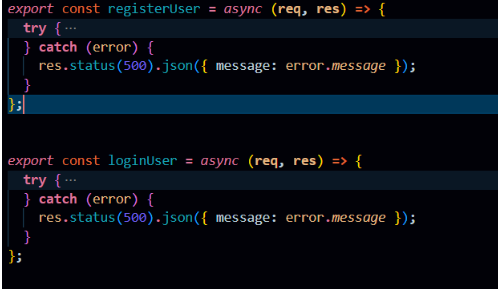 export const registerUser = async (req, res) => {
try {···
} catch (error) {
res.status(500).json({ message: error.message });
}
};
export const loginUser = async (req, res) => {
try {···
} catch (error) {
res.status(500).json({ message: error.message });
}
};